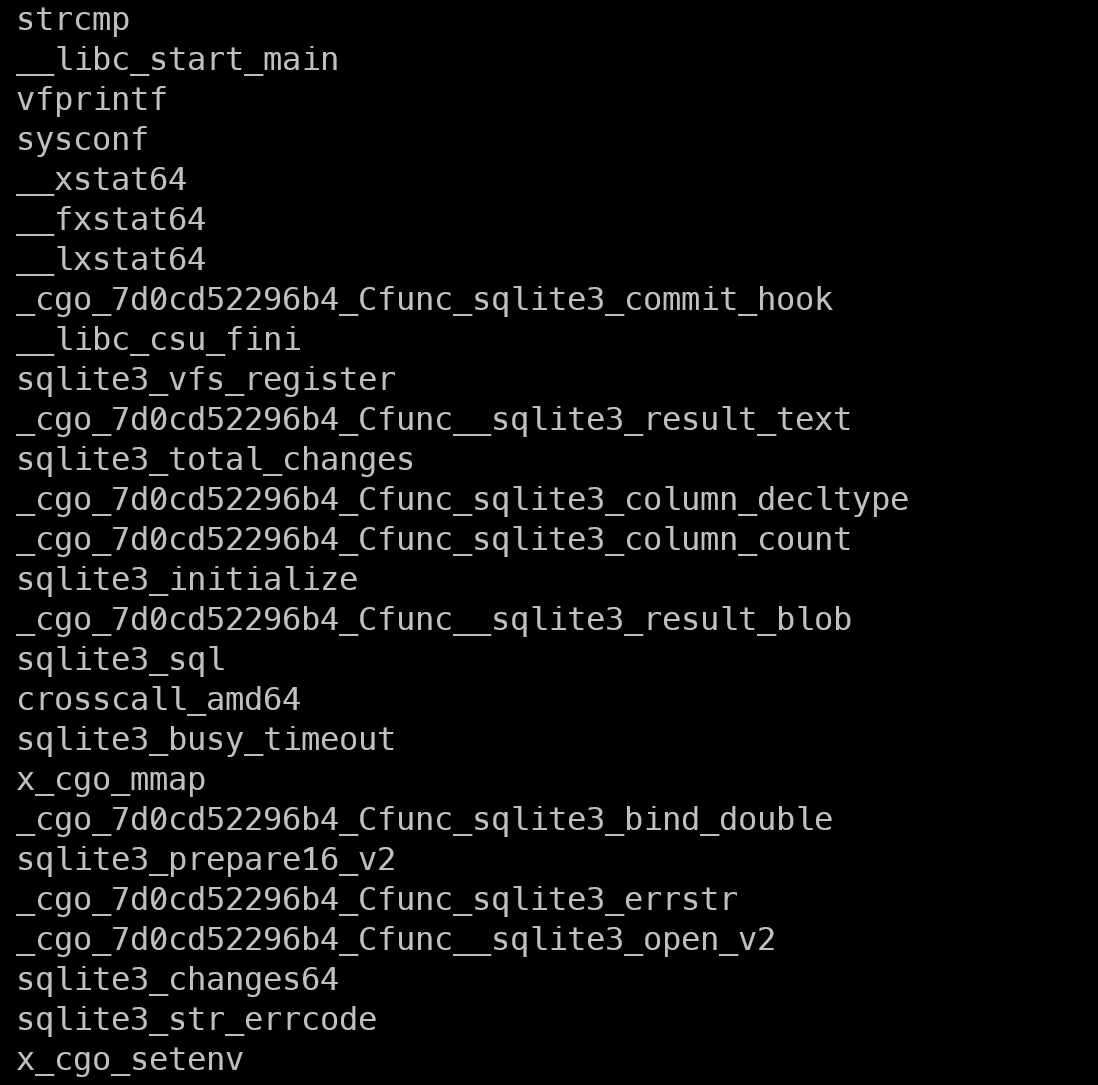 strcmp
__libc_start_main
vfprintf
sysconf
__xstat64
__fxstat64
__lxstat64
_cgo_7d0cd52296b4_Cfunc_sqlite3_commit_hook
__libc_csu_fini
sqlite3_vfs_register
_cgo_7d0cd52296b4_Cfunc__sqlite3_result_text
sqlite3_total_changes
_cgo_7d0cd52296b4_Cfunc_sqlite3_column_decltype
_cgo_7d0cd52296b4_Cfunc_sqlite3_column_count
sqlite3_initialize
_cgo_7d0cd52296b4_Cfunc__sqlite3_result_blob
sqlite3_sql
crosscall_amd64
sqlite3_busy_timeout
x_cgo_mmap
_cgo_7d0cd52296b4_Cfunc_sqlite3_bind_double
sqlite3_prepare16_v2
_cgo_7d0cd52296b4_Cfunc_sqlite3_errstr
_cgo_7d0cd52296b4_Cfunc__sqlite3_open_v2
sqlite3_changes64
sqlite3_str_errcode
x_cgo_setenv